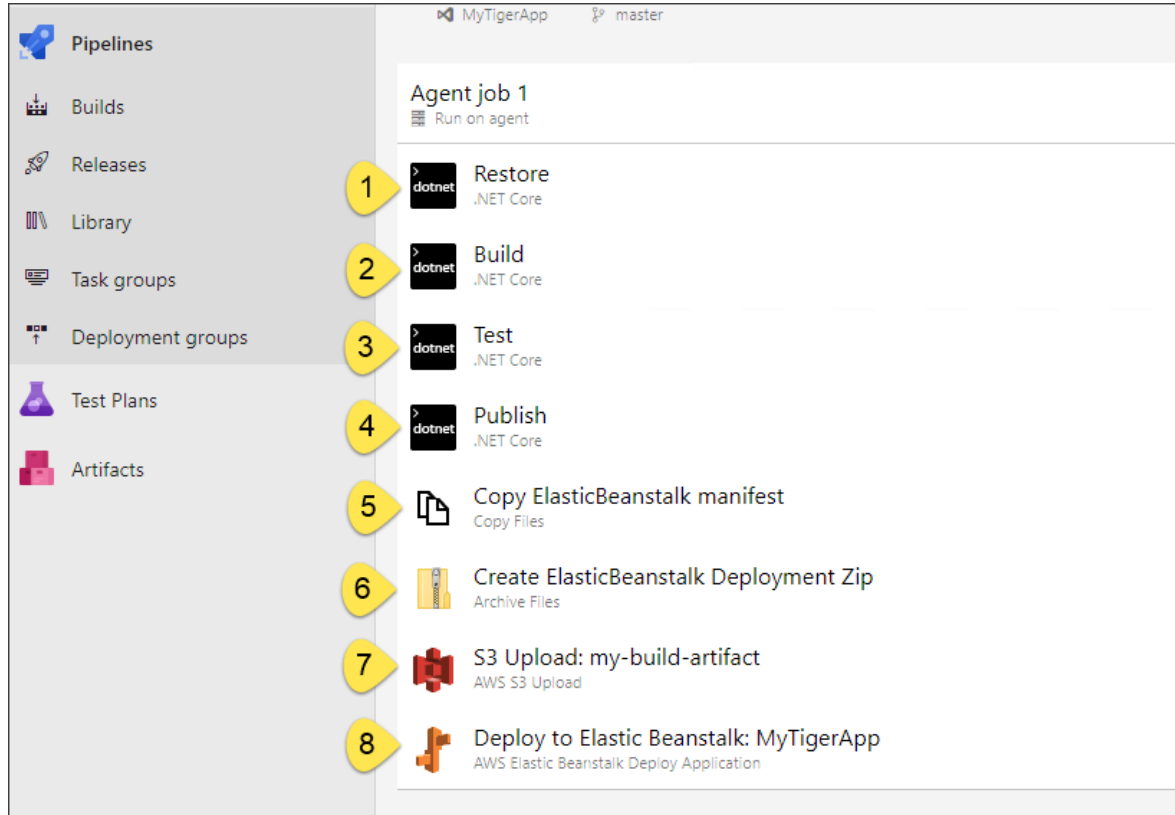 MyTigerApp master
Pipelines
Builds
Releases
Library
Task groups
Deployment groups
Test Plans
Artifacts
Agent job 1
Run on agent
1
>
dotnet
Restore
.NET Core
2
>
dotnet
Build
.NET Core
3
>
dotnet
Test
.NET Core
4
>
dotnet
Publish
.NET Core
5
Copy ElasticBeanstalk manifest
Copy Files
6
Create ElasticBeanstalk Deployment Zip
Archive Files
7
S3 Upload: my-build-artifact
AWS S3 Upload
8
Deploy to Elastic Beanstalk: MyTigerApp
AWS Elastic Beanstalk Deploy Application